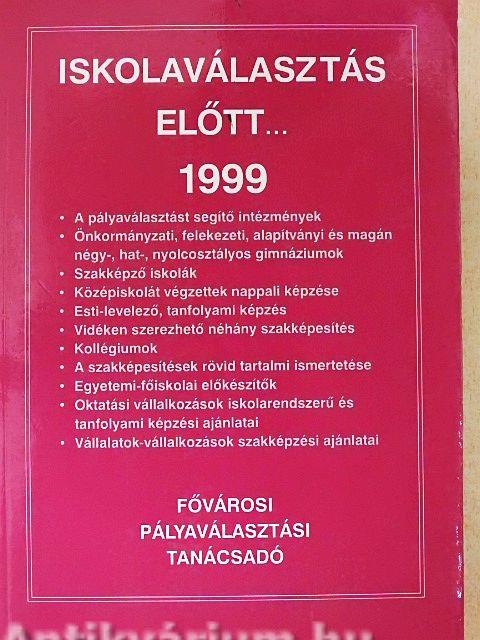 ISKOLAVÁLASZTÁS
ELŐTT...
1999
• A pályaválasztást segítő intézmények
• Önkormányzati, felekezeti, alapítványi és magán
négy-, hat-, nyolcosztályos gimnáziumok
• Szakképző iskolák
• Középiskolát végzettek nappali képzése
• Esti-levelező, tanfolyami képzés
• Vidéken szerezhető néhány szakképesítés
• Kollégiumok
• A szakképesítések rövid tartalmi ismertetése
• Egyetemi-főiskolai előkészítők
• Oktatási vállalkozások iskolarendszerű és
tanfolyami képzési ajánlatai
• Vállalatok-vállalkozások szakképzési ajánlatai
FŐVÁROSI
PÁLYAVÁLASZTÁSI
TANÁCSADÓ
Antikvárium.hu